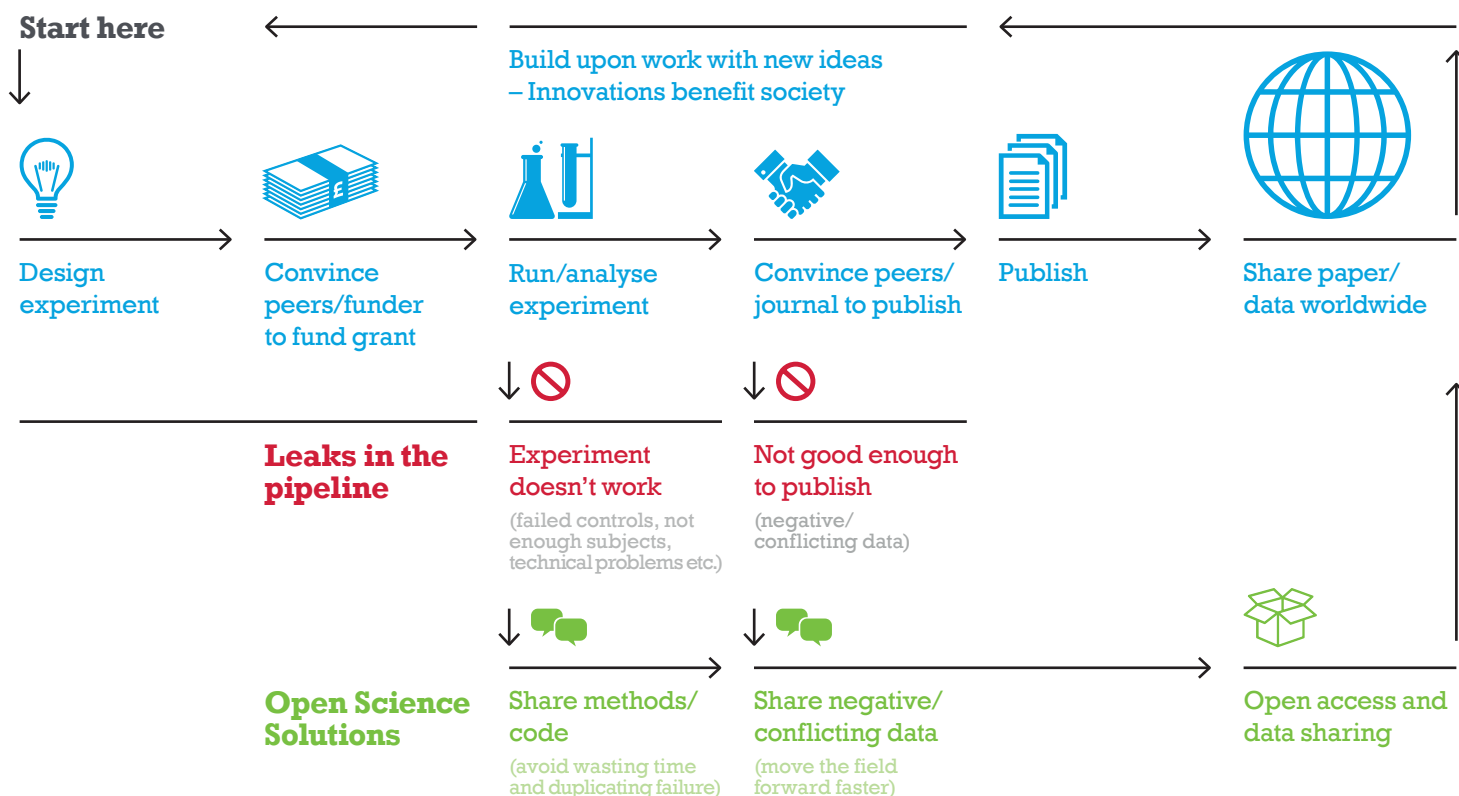 Start here
Build upon work with new ideas
– Innovations benefit society
£
Design
experiment
Convince
peers/funder
to fund grant
Run/analyse
experiment
Convince peers/
journal to publish
Publish
Share paper/
data worldwide
Leaks in the
pipeline
Experiment
doesn’t work
(failed controls, not
enough subjects,
technical problems etc.)
Not good enough
to publish
(negative/
conflicting data)
Open Science
Solutions
Share methods/
code
(avoid wasting time
and duplicating failure)
Share negative/
conflicting data
(move the field
forward faster)
Open access and
data sharing